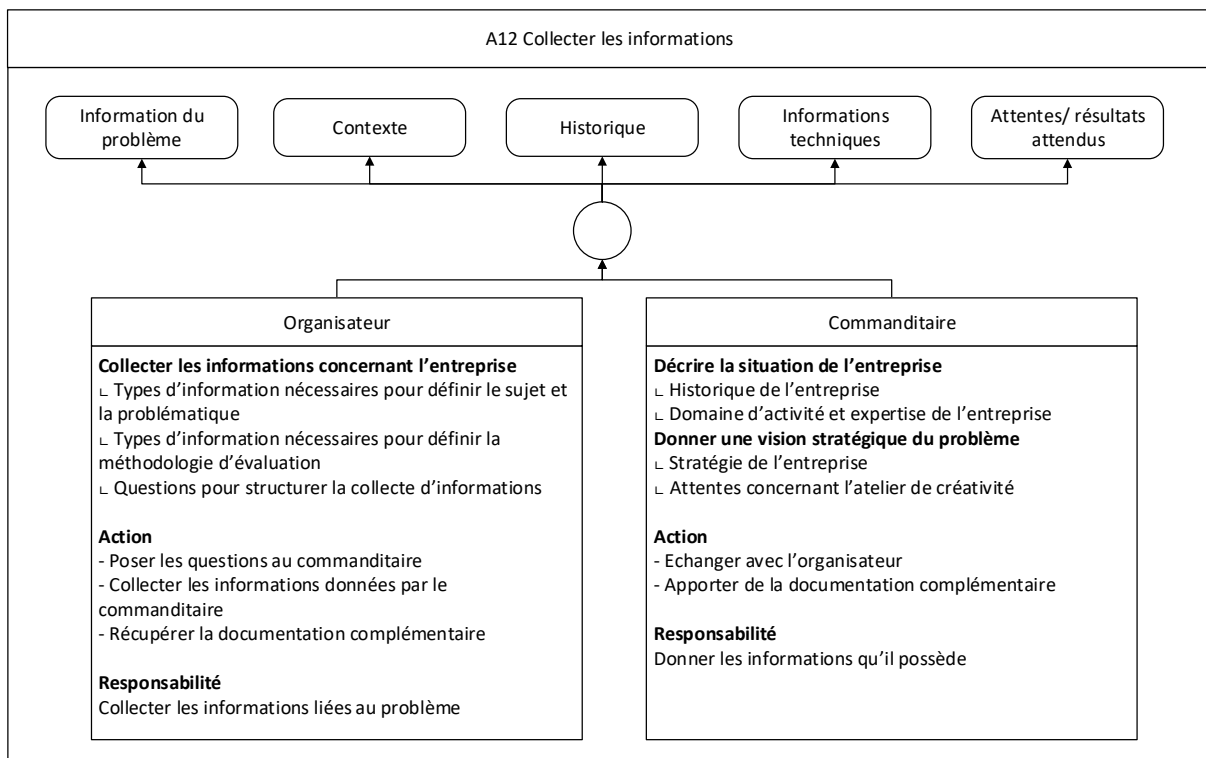 A12 Collecter les informations
Information du
problème
Contexte
Historique
Informations
techniques
Attentes/ résultats
attendus
Organisateur
Collecter les informations concernant l’entreprise
∟ Types d’information nécessaires pour définir le sujet et
la problématique
∟ Types d’information nécessaires pour définir la
méthodologie d’évaluation
∟ Questions pour structurer la collecte d’informations
Action
- Poser les questions au commanditaire
- Collecter les informations données par le
commanditaire
- Récupérer la documentation complémentaire
Responsabilité
Collecter les informations liées au problème
Commanditaire
Décrire la situation de l’entreprise
∟ Historique de l’entreprise
∟ Domaine d’activité et expertise de l’entreprise
Donner une vision stratégique du problème
∟ Stratégie de l’entreprise
∟ Attentes concernant l’atelier de créativité
Action
- Echanger avec l’organisateur
- Apporter de la documentation complémentaire
Responsabilité
Donner les informations qu’il possède